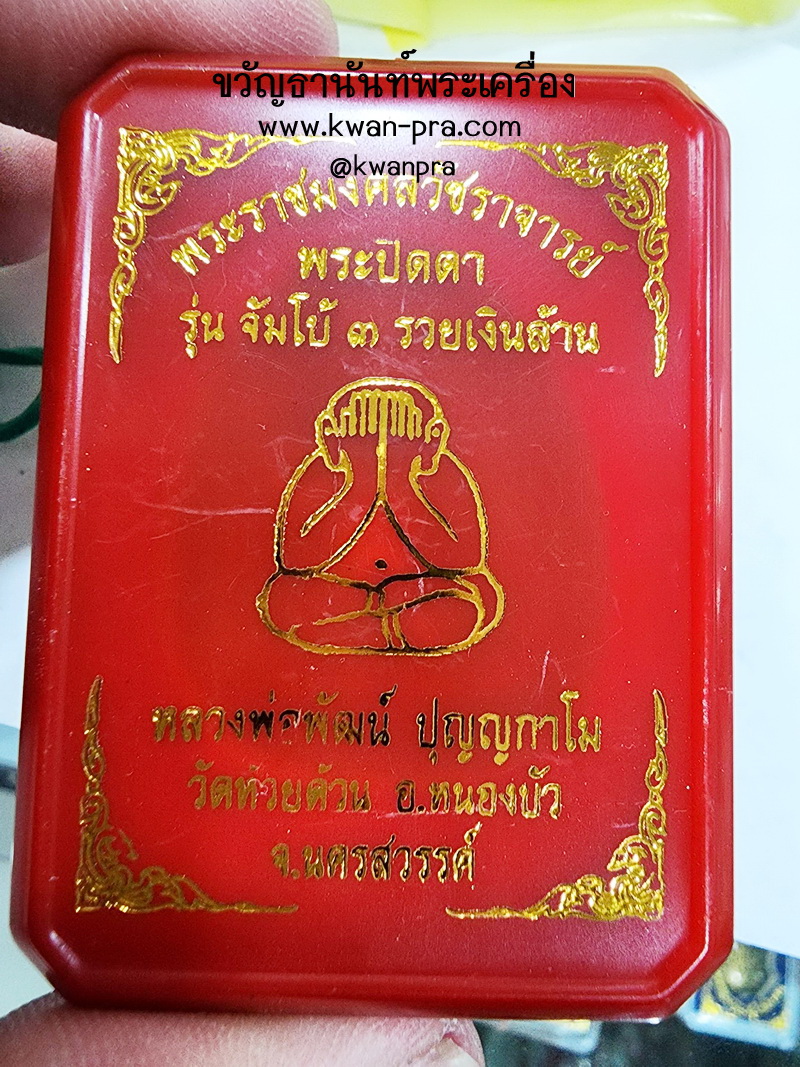 ขวัญธานันท์พระเครื่อง
www.kwan-pra.com
@kwanpra
พระราชมงคลวัชราจารย์
พระปิดตา
รุ่น จัมโบ้ ๓ รวยเงินล้าน
หลวงพ่อพัฒน์ ปุญญกาโม
วัดห้วยด้วน อ.หนองบัว
จ.นครสวรรค์